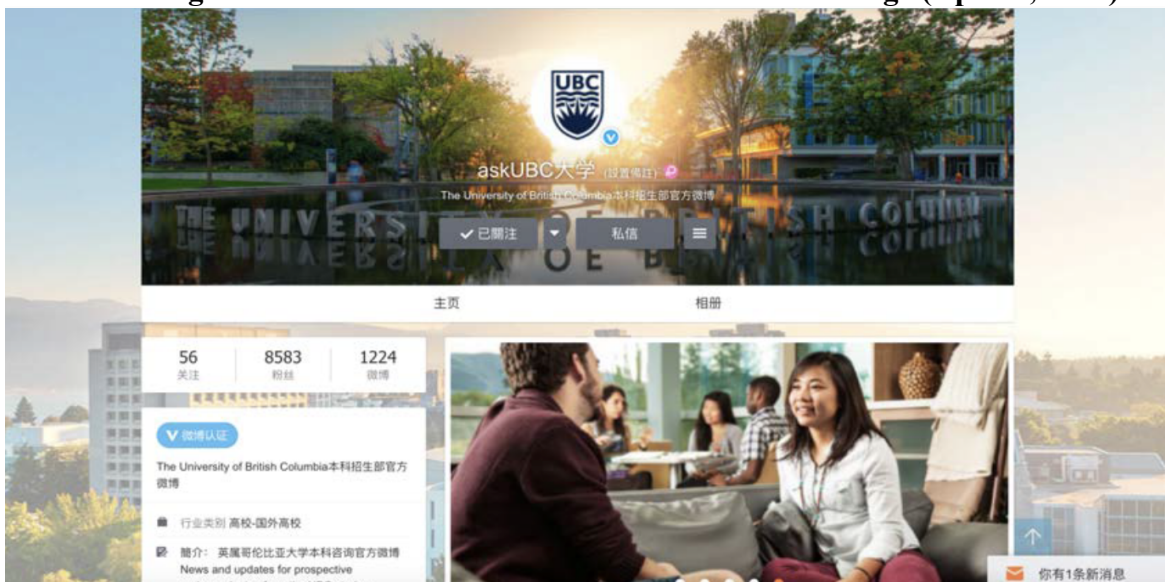 UBC
askUBC大学 (設置備註)
The University of British Columbia本科招生部官方微博
THE UNIVERSITY OF BRITISH COLUMBIA
已關注
私信
主页
相册
56
8583
1224
关注
粉丝
微博
V 微博认证
The University of British Columbia本科招生部官方
微博
行业类别 高校-国外高校
簡介： 英属哥伦比亚大学本科咨询官方微博
News and updates for prospective
你有1条新消息